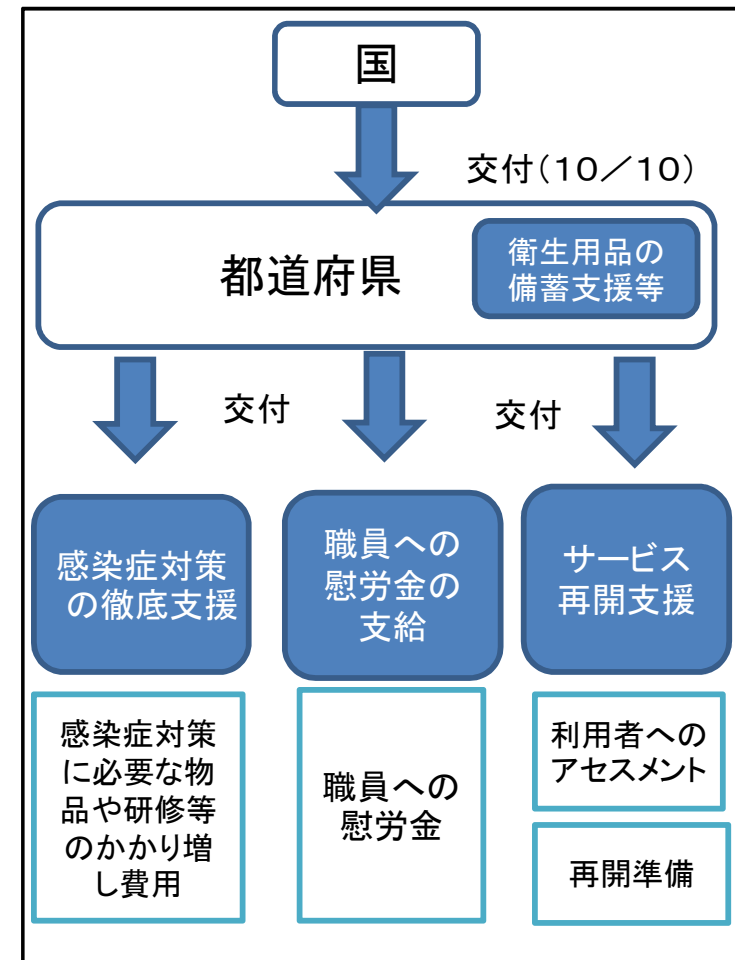 国
交付(10/10)
都道府県
衛生用品の
備蓄支援等
交付
交付
感染症対策
の徹底支援
職員への
慰労金の
支給
サービス
再開支援
感染症対策
に必要な物
品や研修等
のかかり増
し費用
職員への
慰労金
利用者への
アセスメント
再開準備